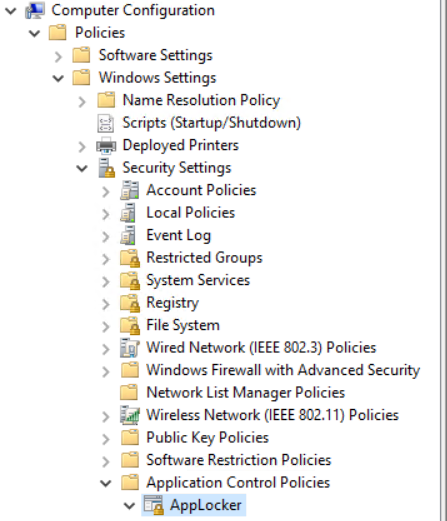 Computer Configuration
Policies
Software Settings
Windows Settings
Name Resolution Policy
Scripts (Startup/Shutdown)
Deployed Printers
Security Settings
Account Policies
Local Policies
Event Log
Restricted Groups
System Services
Registry
File System
Wired Network (IEEE 802.3) Policies
Windows Firewall with Advanced Security
Network List Manager Policies
Wireless Network (IEEE 802.11) Policies
Public Key Policies
Software Restriction Policies
Application Control Policies
AppLocker